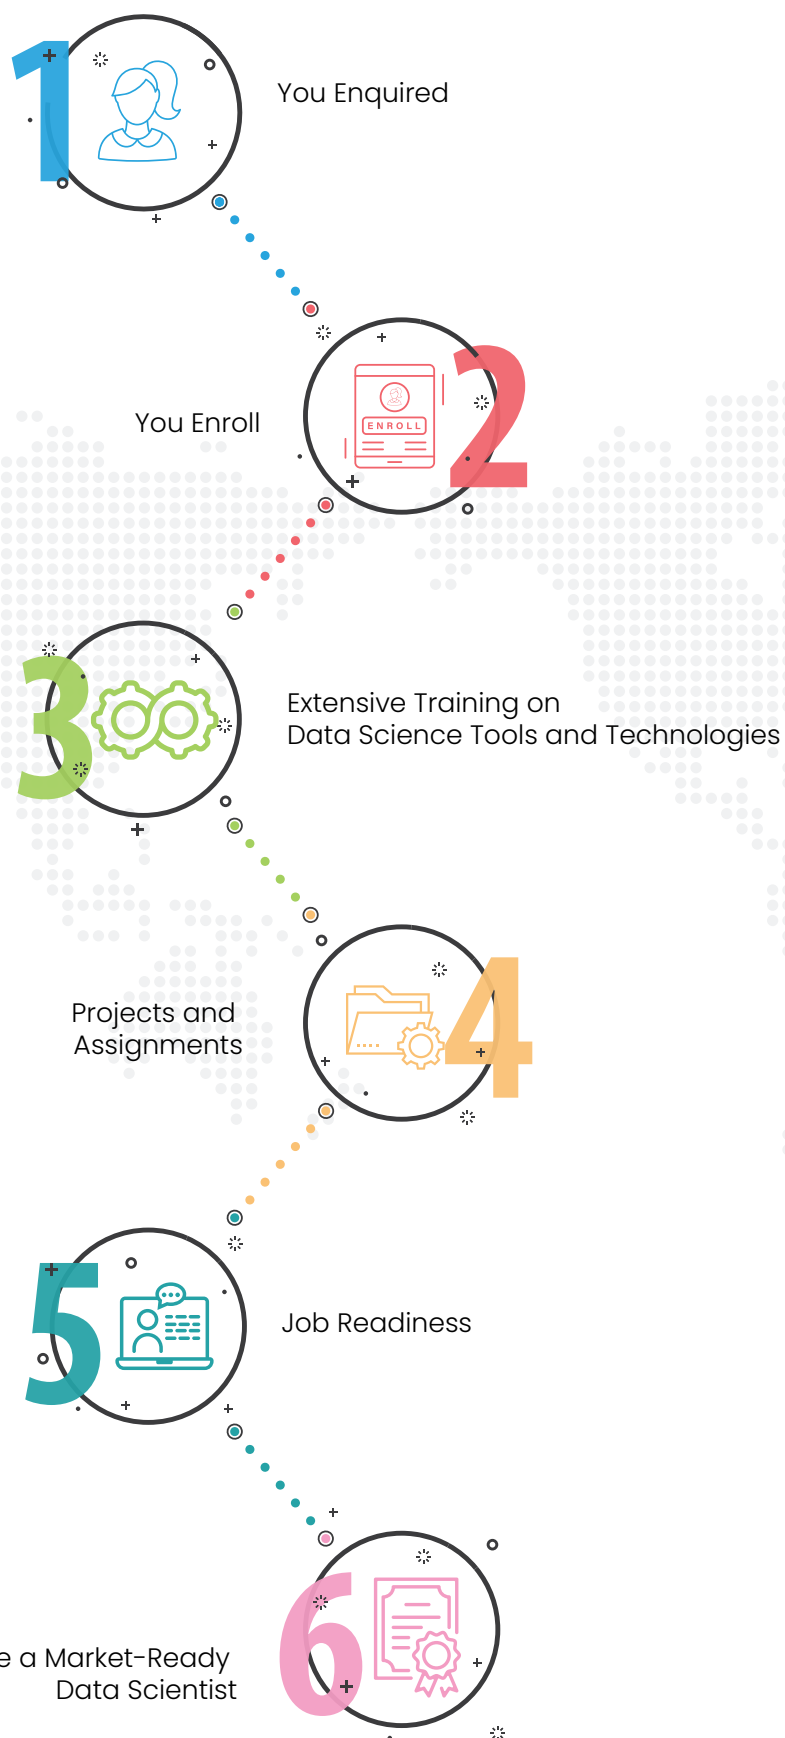 1
You Enquired
2
ENROLL
You Enroll
3
Extensive Training on
Data Science Tools and Technologies
4
Projects and
Assignments
5
Job Readiness
6
a Market-Ready
Data Scientist